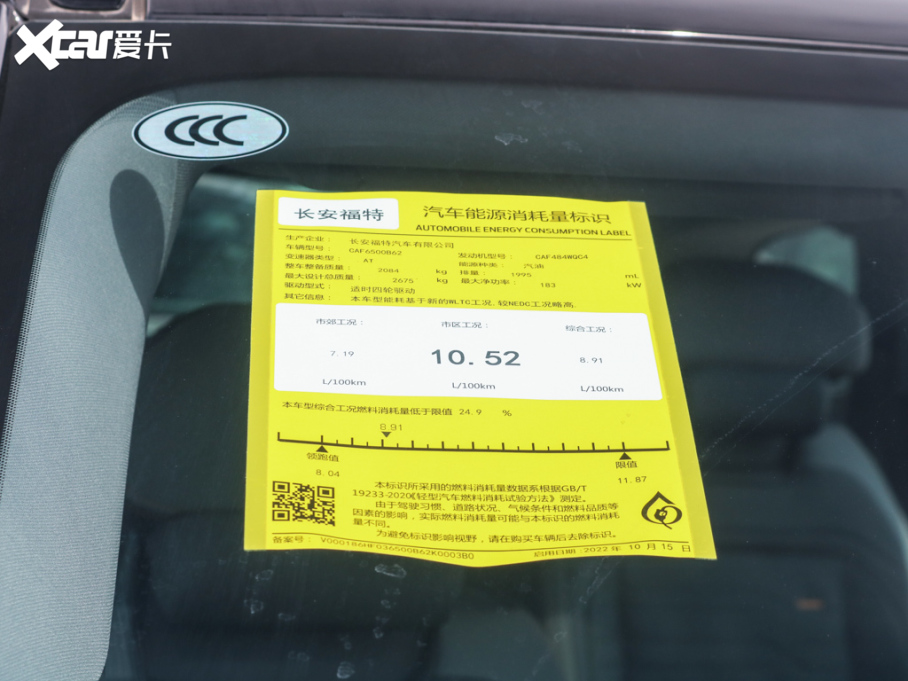 Xcar爱卡
CCC
长安福特 汽车能源消耗量标识
AUTOMOBILE ENERGY CONSUMPTION LABEL
生产企业： 长安福特汽车有限公司
车辆型号： CAF6500B62 发动机型号： CAF484WQC4
变速器类型： AT 能源种类： 汽油
整车整备质量： 2084 kg 排量： 1995 mL
最大设计总质量： 2675 kg 最大净功率： 183 kW
驱动型式： 适时四轮驱动
其它信息： 本车型能耗基于新的WLTC工况,较NEDC工况略高
市郊工况： 市区工况： 综合工况：
7.19 10.52 8.91
L/100km L/100km L/100km
本车型综合工况燃料消耗量低于限值 24.9 %
8.91
领跑值 限值
8.04 11.87
本标识所采用的燃料消耗量数据系根据GB/T
19233-2020《轻型汽车燃料消耗试验方法》测定。
由于驾驶习惯、道路状况、气候条件和燃料品质等
因素的影响，实际燃料消耗量可能与本标识的燃料消耗
量不同。
为避免标识影响视野，请在购买车辆后去除标识。
备案号： 启用日期：2022 年 10 月 15 日